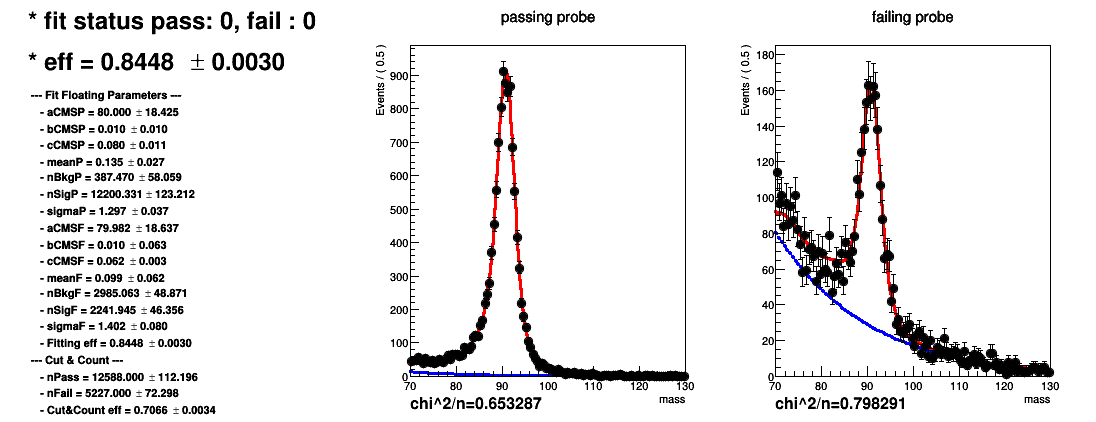 * fit status pass: 0, fail : 0
* eff = 0.8448 ± 0.0030
--- Fit Floating Parameters ---
- aCMSP = 80.000 ± 18.425
- bCMSP = 0.010 ± 0.010
- cCMSP = 0.080 ± 0.011
- meanP = 0.135 ± 0.027
- nBkgP = 387.470 ± 58.059
- nSigP = 12200.331 ± 123.212
- sigmaP = 1.297 ± 0.037
- aCMSF = 79.982 ± 18.637
- bCMSF = 0.010 ± 0.063
- cCMSF = 0.062 ± 0.003
- meanF = 0.099 ± 0.062
- nBkgF = 2985.063 ± 48.871
- nSigF = 2241.945 ± 46.356
- sigmaF = 1.402 ± 0.080
- Fitting eff = 0.8448 ± 0.0030
--- Cut & Count ---
- nPass = 12588.000 ± 112.196
- nFail = 5227.000 ± 72.298
- Cut&Count eff = 0.7066 ± 0.0034
passing probe
Events / ( 0.5 )
900
800
700
600
500
400
300
200
100
0
70 80 90 100 110 120 130
mass
chi^2/n=0.653287
failing probe
Events / ( 0.5 )
180
160
140
120
100
80
60
40
20
0
70 80 90 100 110 120 130
mass
chi^2/n=0.798291